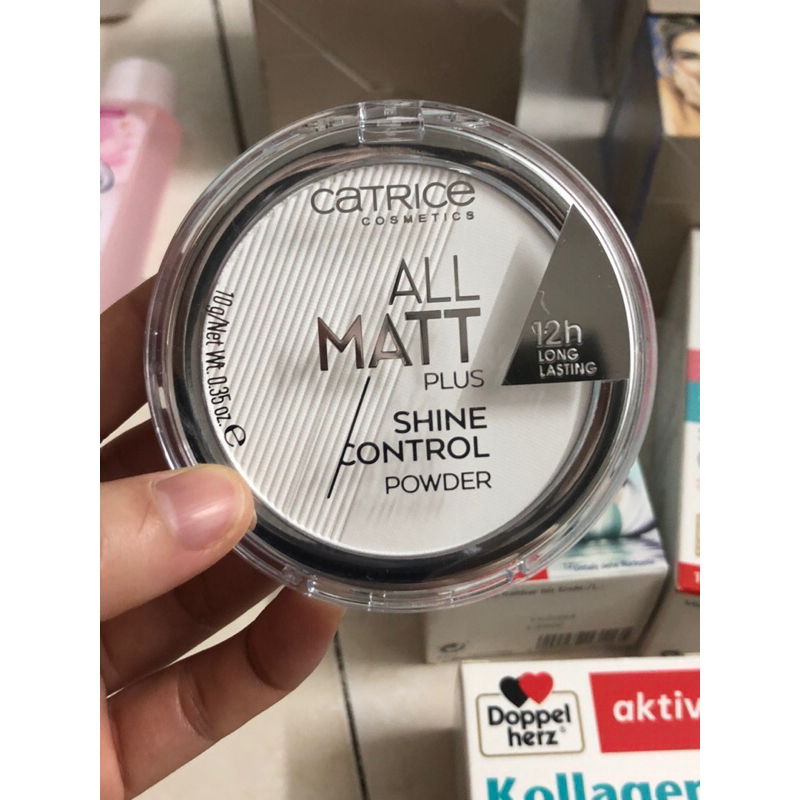 CATRICE
COSMETICS
ALL
MATT
PLUS
SHINE
CONTROL
POWDER
12h
LONG
LASTING
10g/Net Wt. 0.35 oz. e
Doppel
herz®
aktiv
Kollagen